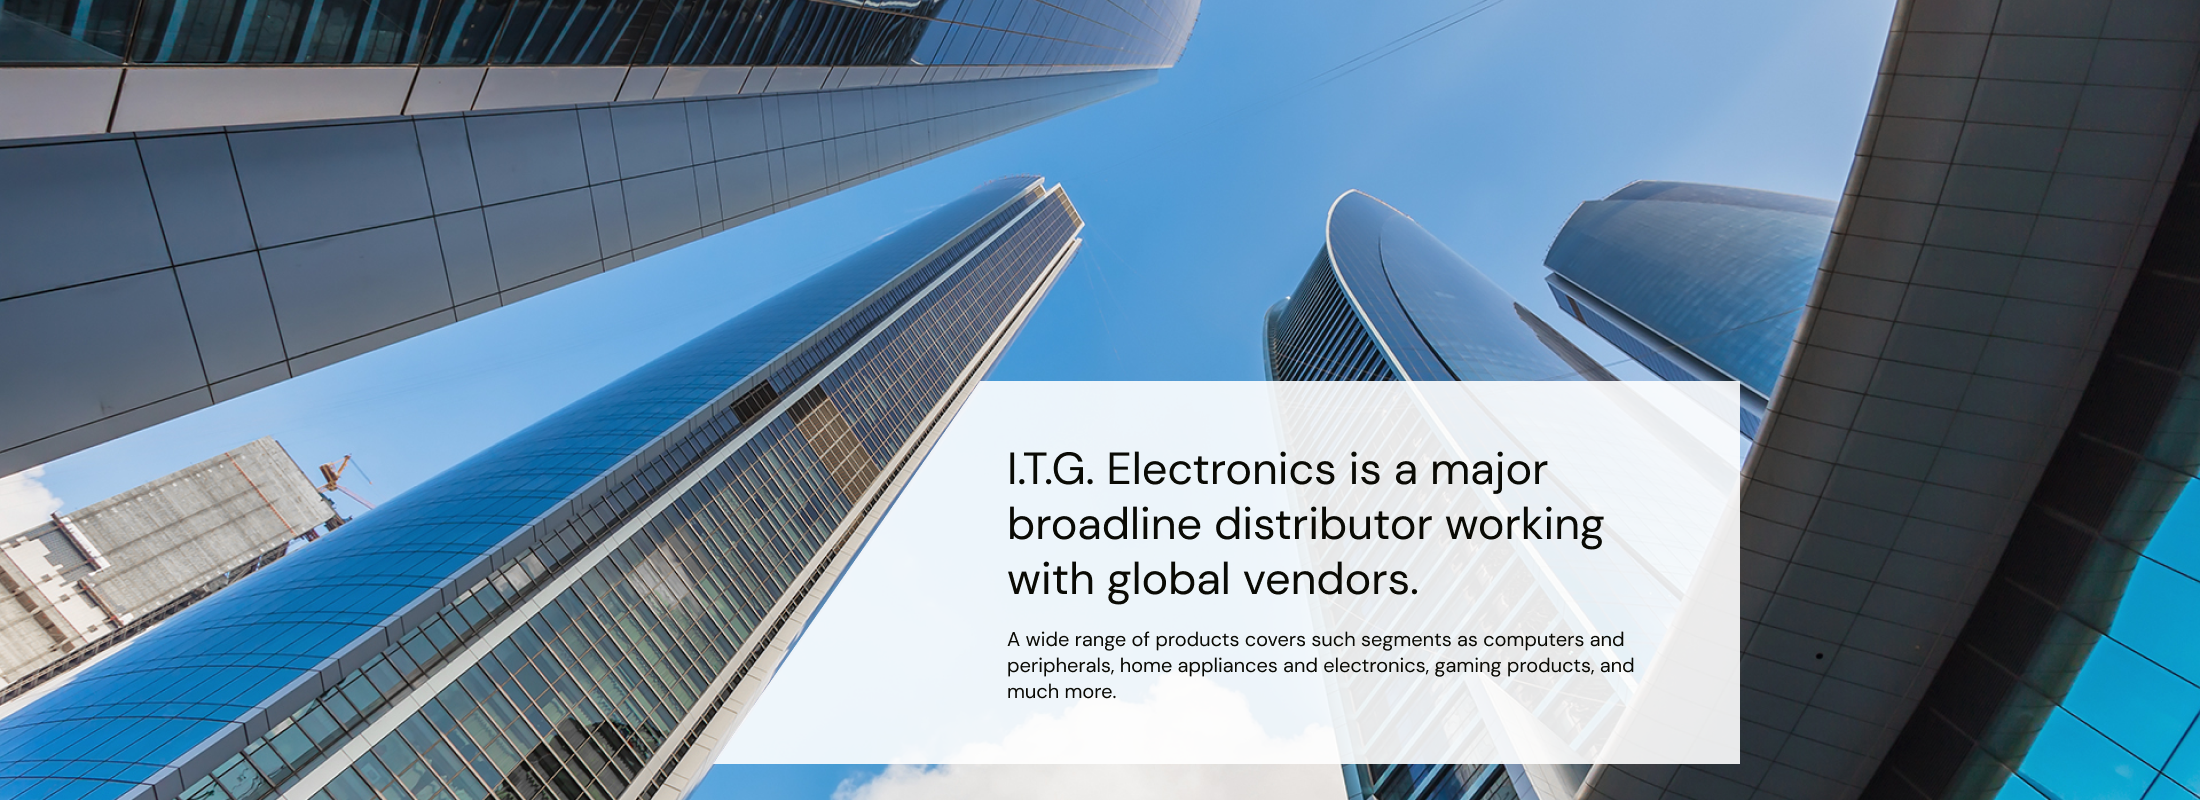 I.T.G. Electronics is a major
broadline distributor working
with global vendors.
A wide range of products covers such segments as computers and
peripherals, home appliances and electronics, gaming products, and
much more.